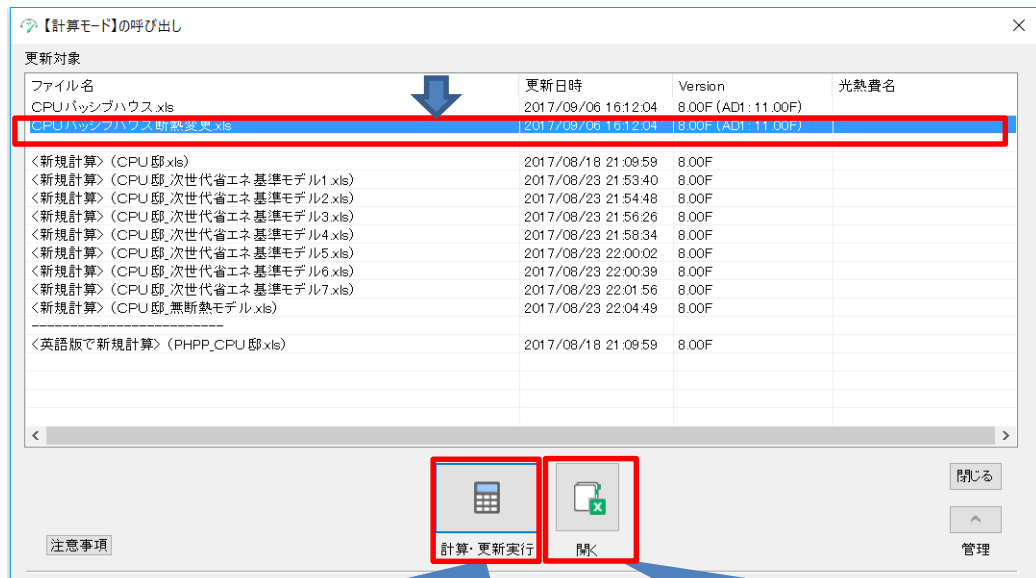 【計算モード】の呼び出し
更新対象
ファイル名 更新日時 Version 光熱費名
CPUパッシブハウス.xls 2017/09/06 16:12:04 8.00F (AD1 : 11.00F)
CPUパッシブハウス断熱変更.xls 2017/09/06 16:12:04 8.00F (AD1 : 11.00F)
<新規計算> (CPU邸.xls) 2017/08/18 21:09:59 8.00F
<新規計算> (CPU邸_次世代省エネ基準モデル1.xls) 2017/08/23 21:53:40 8.00F
<新規計算> (CPU邸_次世代省エネ基準モデル2.xls) 2017/08/23 21:54:48 8.00F
<新規計算> (CPU邸_次世代省エネ基準モデル3.xls) 2017/08/23 21:56:26 8.00F
<新規計算> (CPU邸_次世代省エネ基準モデル4.xls) 2017/08/23 21:58:34 8.00F
<新規計算> (CPU邸_次世代省エネ基準モデル5.xls) 2017/08/23 22:00:02 8.00F
<新規計算> (CPU邸_次世代省エネ基準モデル6.xls) 2017/08/23 22:00:39 8.00F
<新規計算> (CPU邸_次世代省エネ基準モデル7.xls) 2017/08/23 22:01:56 8.00F
<新規計算> (CPU邸_無断熱モデル.xls) 2017/08/23 22:04:49 8.00F
-------------------------
<英語版で新規計算> (PHPP_CPU邸.xls) 2017/08/18 21:09:59 8.00F
閉じる
注意事項 計算・更新実行 開く 管理